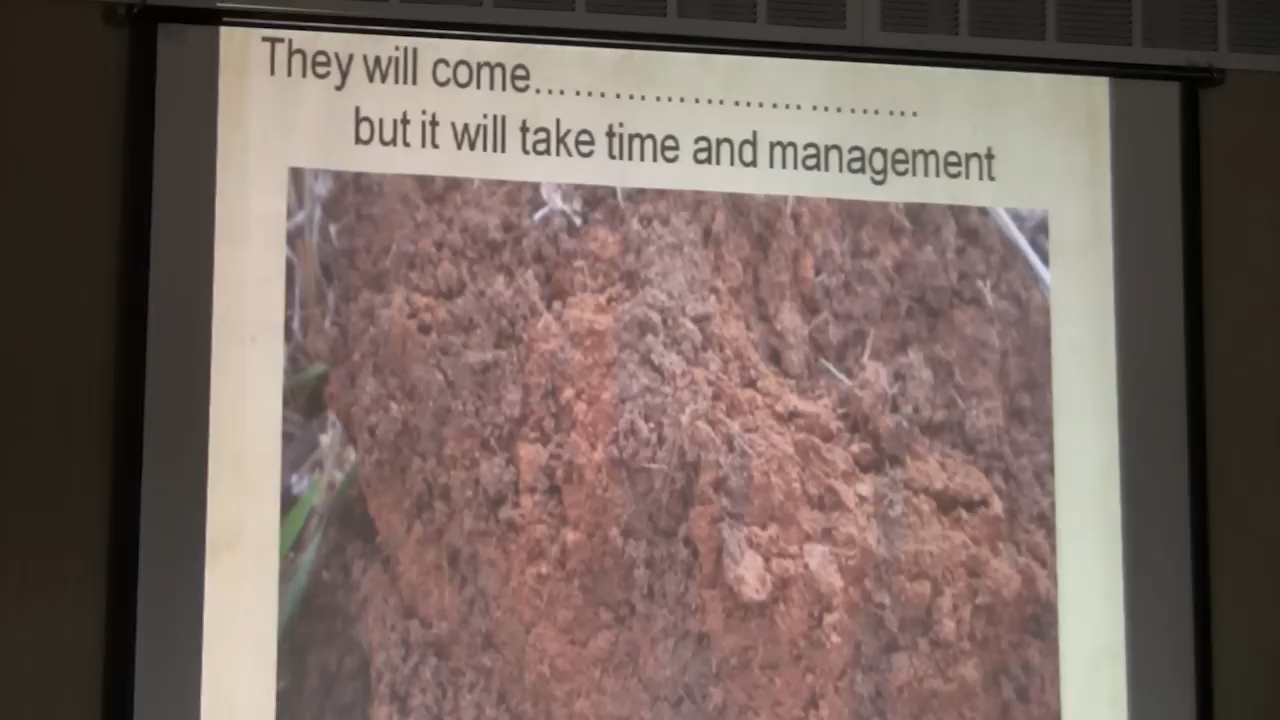 They will come..............................
but it will take time and management